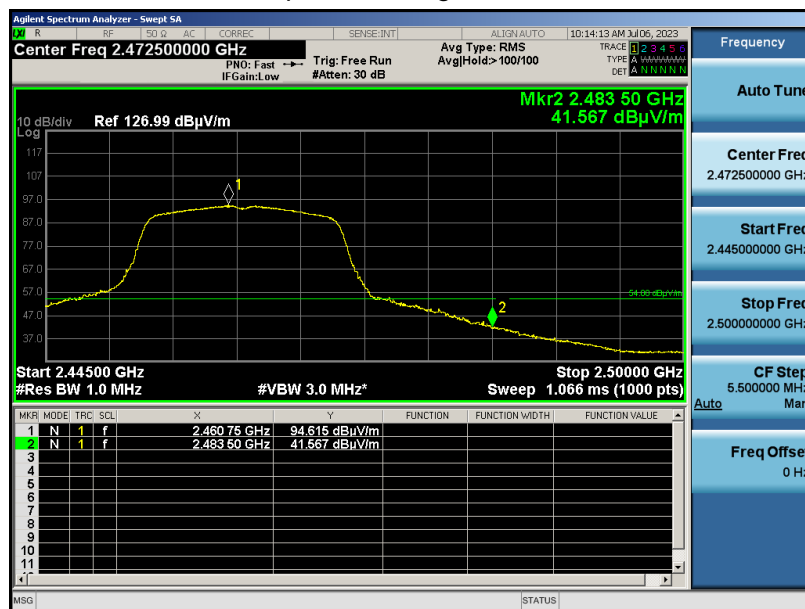 Agilent Spectrum Analyzer - Swept SA
LXI R RF 50 Ω AC CORREC SENSE:INT ALIGN AUTO 10:14:13 AM Jul 06, 2023
Center Freq 2.472500000 GHz
PNO: Fast
IFGain:Low
Trig: Free Run
#Atten: 30 dB
Avg Type: RMS
Avg|Hold:>100/100
TRACE 1 2 3 4 5 6
TYPE A WWWWW
DET A N N N N N
Mkr2 2.483 50 GHz
41.567 dBµV/m
10 dB/div Ref 126.99 dBµV/m
Log
117
107
97.0
87.0
77.0
67.0
57.0
47.0
37.0
1
2
54.00 dBµV/m
Start 2.44500 GHz Stop 2.50000 GHz
#Res BW 1.0 MHz #VBW 3.0 MHz* Sweep 1.066 ms (1000 pts)
MKR MODE TRC SCL X Y FUNCTION FUNCTION WIDTH FUNCTION VALUE
1 N 1 f 2.460 75 GHz 94.615 dBµV/m
2 N 1 f 2.483 50 GHz 41.567 dBµV/m
3
4
5
6
7
8
9
10
11
MSG STATUS
Frequency
Auto Tune
Center Freq
2.472500000 GHz
Start Freq
2.445000000 GHz
Stop Freq
2.500000000 GHz
CF Step
5.500000 MHz
Auto Man
Freq Offset
0 Hz